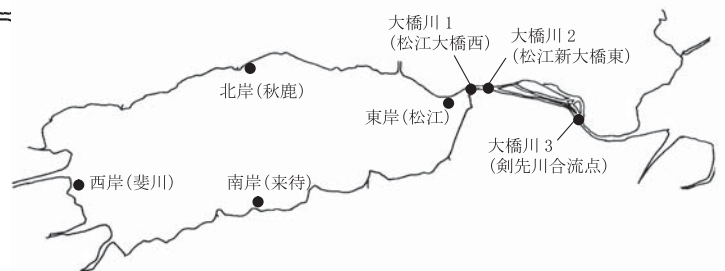 大橋川 1
(松江大橋西)
大橋川 2
(松江新大橋東)
北岸(秋鹿)
東岸(松江)
大橋川 3
(剣先川合流点)
西岸(斐川)
南岸(来待)